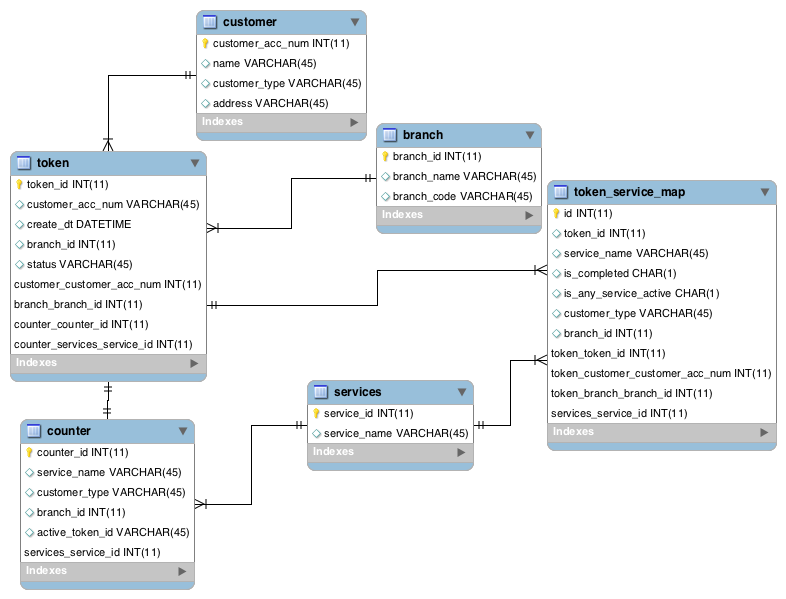 customer
customer_acc_num INT(11)
name VARCHAR(45)
customer_type VARCHAR(45)
address VARCHAR(45)
Indexes
branch
branch_id INT(11)
branch_name VARCHAR(45)
branch_code VARCHAR(45)
Indexes
token
token_id INT(11)
customer_acc_num VARCHAR(45)
create_dt DATETIME
branch_id INT(11)
status VARCHAR(45)
customer_customer_acc_num INT(11)
branch_branch_id INT(11)
counter_counter_id INT(11)
counter_services_service_id INT(11)
Indexes
token_service_map
id INT(11)
token_id INT(11)
service_name VARCHAR(45)
is_completed CHAR(1)
is_any_service_active CHAR(1)
customer_type VARCHAR(45)
branch_id INT(11)
token_token_id INT(11)
token_customer_customer_acc_num INT(11)
token_branch_branch_id INT(11)
services_service_id INT(11)
Indexes
services
service_id INT(11)
service_name VARCHAR(45)
Indexes
counter
counter_id INT(11)
service_name VARCHAR(45)
customer_type VARCHAR(45)
branch_id INT(11)
active_token_id VARCHAR(45)
services_service_id INT(11)
Indexes